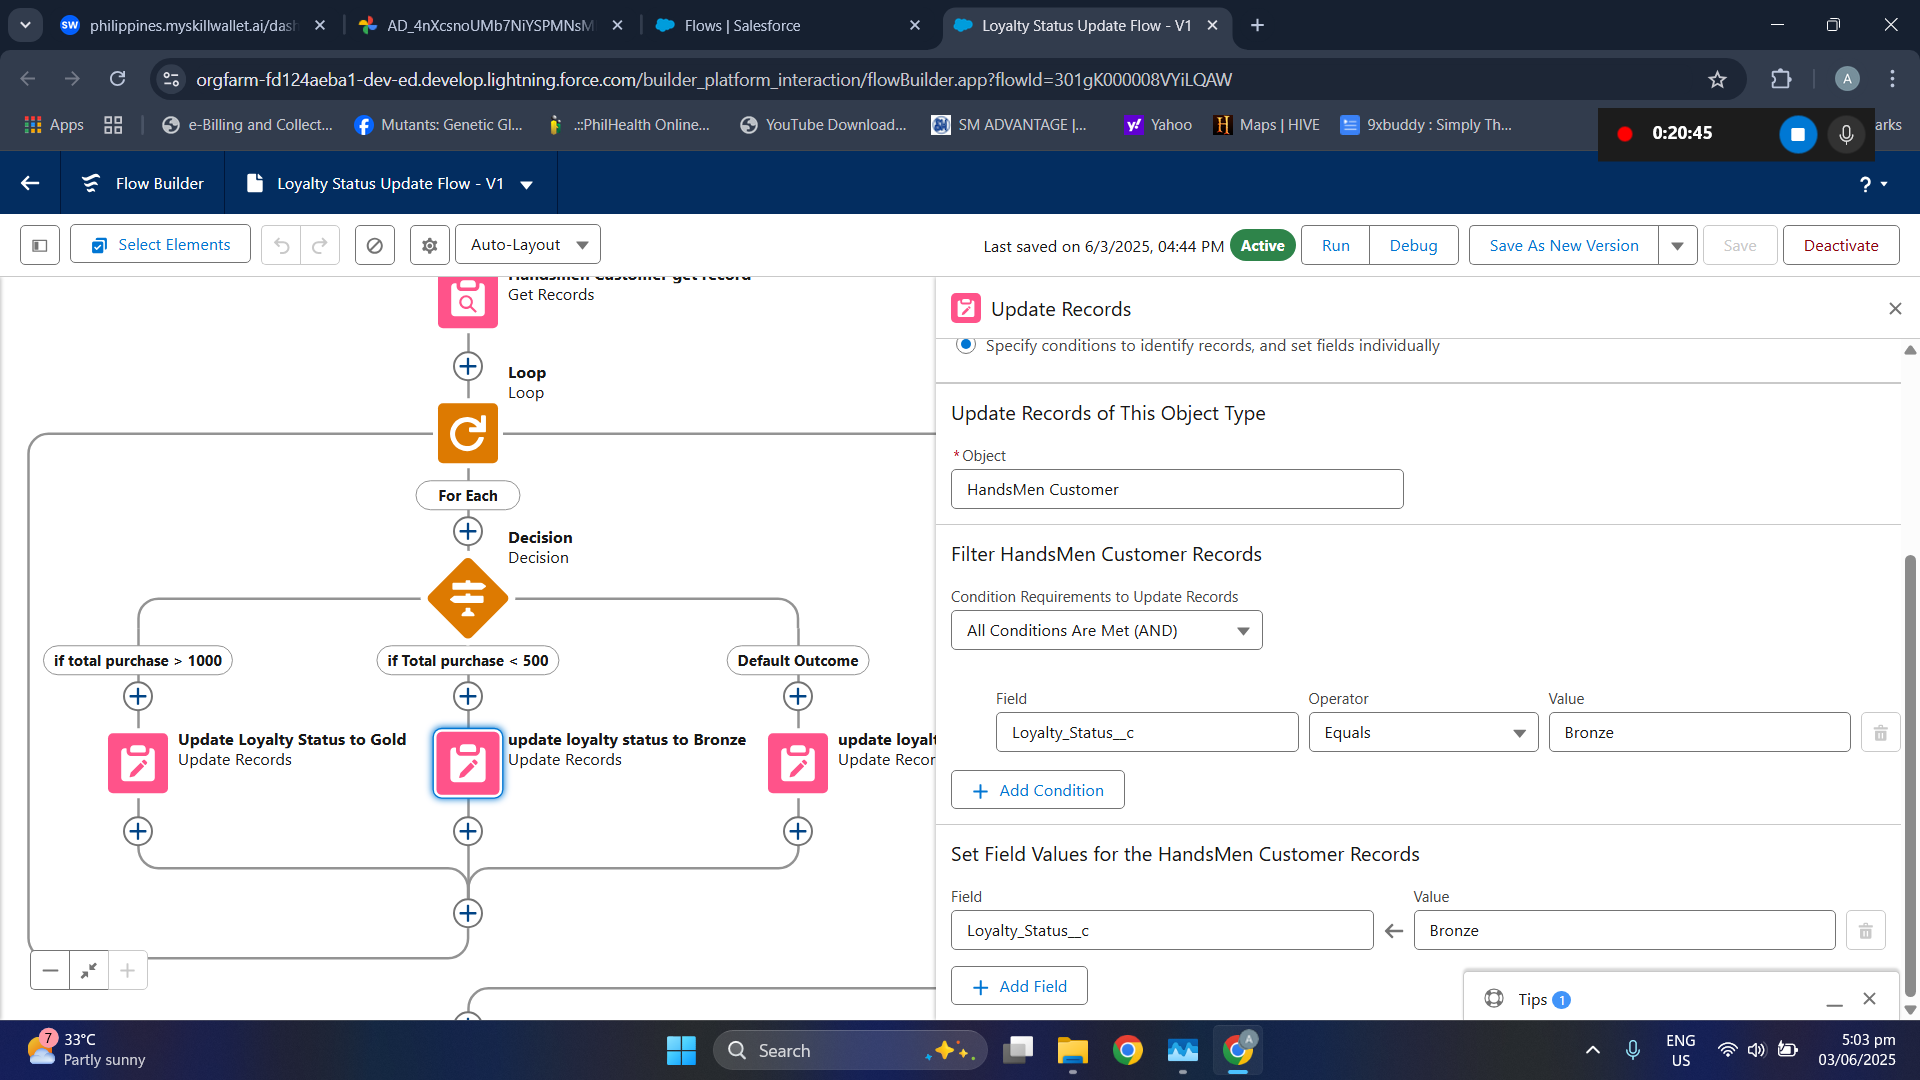 philippines.myskillwallet.ai/dash
AD_4nXcsnoUMb7NiYSPMNsM
Flows | Salesforce
Loyalty Status Update Flow - V1
orgfarm-fd124aeba1-dev-ed.develop.lightning.force.com/builder_platform_interaction/flowBuilder.app?flowId=301gK000008VYiLQAW
A
Apps
e-Billing and Collect...
Mutants: Genetic Gl...
.::PhilHealth Online...
YouTube Download...
SM ADVANTAGE |...
Yahoo
Maps | HIVE
9xbuddy : Simply Th...
arks
0:20:45
Flow Builder
Loyalty Status Update Flow - V1
?
Select Elements
Auto-Layout
Last saved on 6/3/2025, 04:44 PM
Active
Run
Debug
Save As New Version
Save
Deactivate
Handsmen Customer get record
Get Records
Loop
Loop
For Each
Decision
Decision
if total purchase > 1000
if Total purchase < 500
Default Outcome
Update Loyalty Status to Gold
Update Records
update loyalty status to Bronze
Update Records
update loyalt
Update Recor
Update Records
Specify conditions to identify records, and set fields individually
Update Records of This Object Type
*Object
HandsMen Customer
Filter HandsMen Customer Records
Condition Requirements to Update Records
All Conditions Are Met (AND)
Field
Operator
Value
Loyalty_Status__c
Equals
Bronze
Add Condition
Set Field Values for the HandsMen Customer Records
Field
Value
Loyalty_Status__c
Bronze
Add Field
Tips 1
7
33°C
Partly sunny
Search
A
ENG
US
5:03 pm
03/06/2025